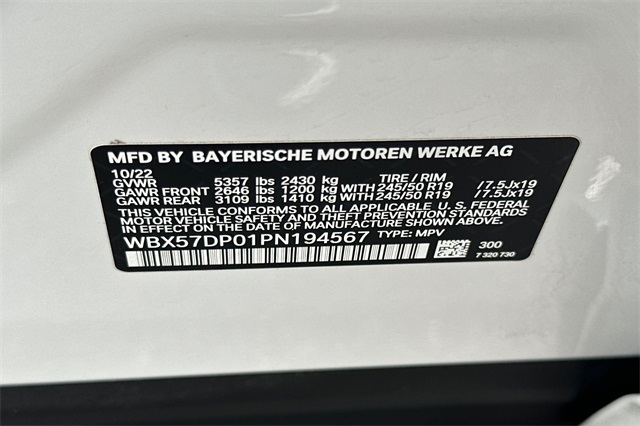 MFD BY BAYERISCHE MOTOREN WERKE AG
10/22 TIRE / RIM
GVWR 5357 lbs 2430 kg
GAWR FRONT 2646 lbs 1200 kg WITH 245/50 R19 /7.5Jx19
GAWR REAR 3109 lbs 1410 kg WITH 245/50 R19 /7.5Jx19
THIS VEHICLE CONFORMS TO ALL APPLICABLE U. S. FEDERAL
MOTOR VEHICLE SAFETY AND THEFT PREVENTION STANDARDS
IN EFFECT ON THE DATE OF MANUFACTURE SHOWN ABOVE.
WBX57DP01PN194567 TYPE: MPV
300
7 320 730